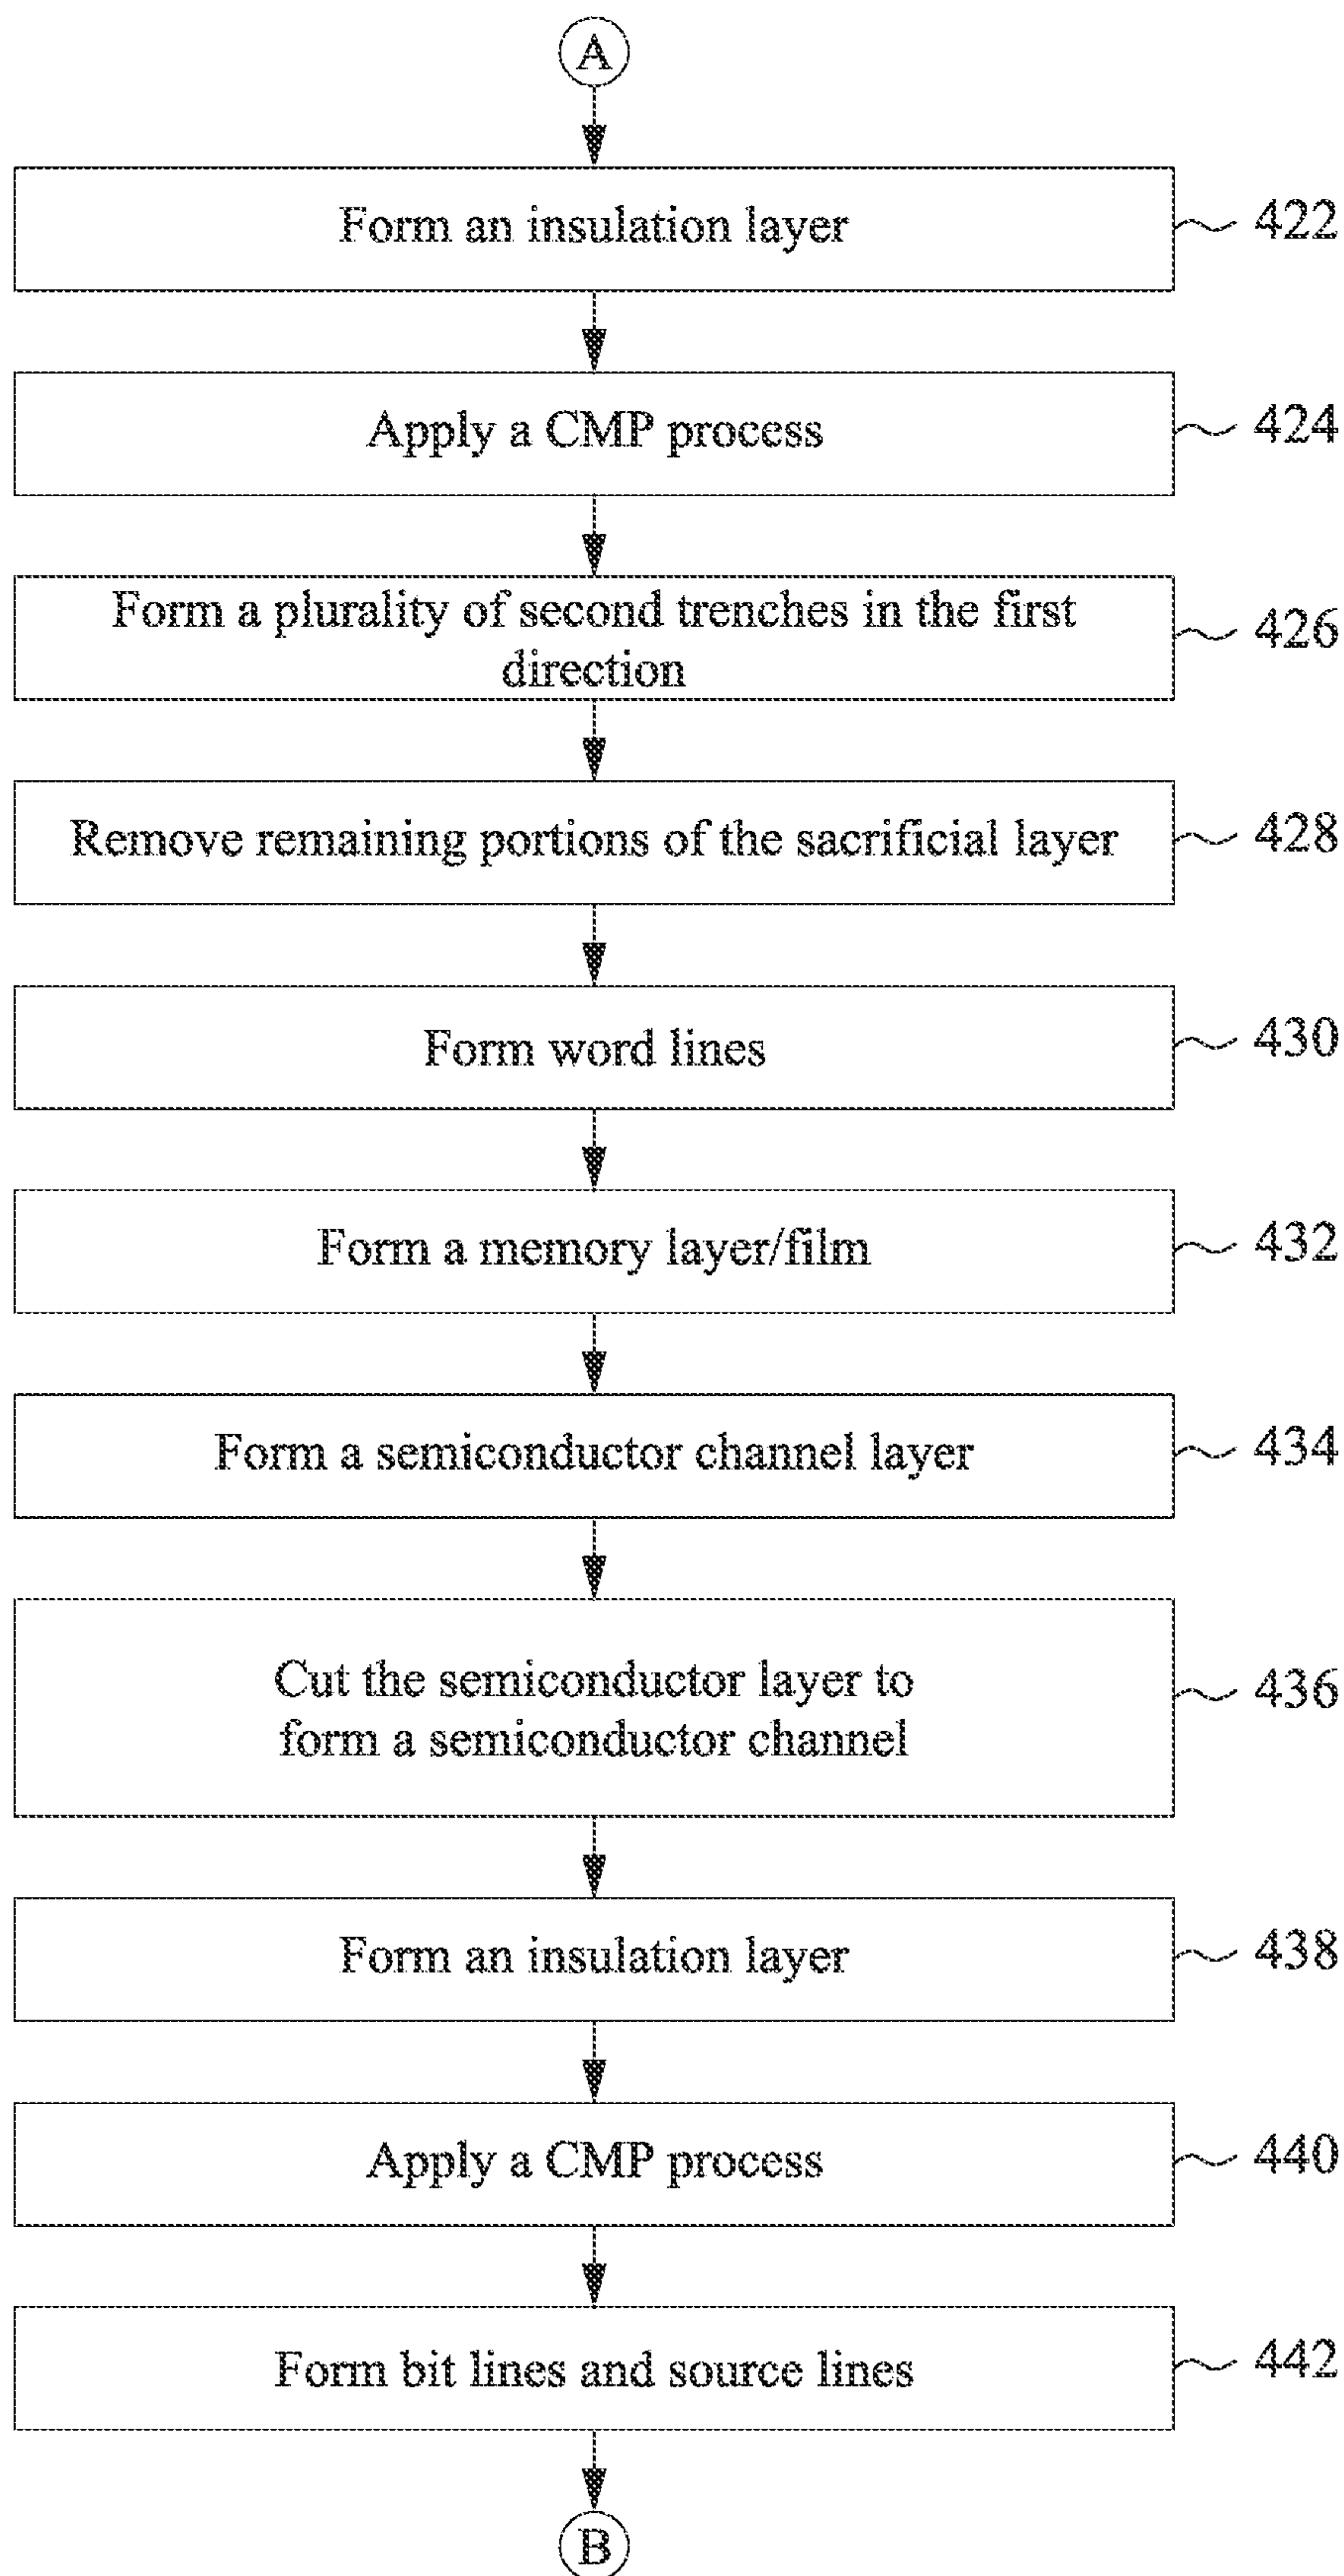 A
Form an insulation layer
422
Apply a CMP process
424
Form a plurality of second trenches in the first
direction
426
Remove remaining portions of the sacrificial layer
428
Form word lines
430
Form a memory layer/film
432
Form a semiconductor channel layer
434
Cut the semiconductor layer to
form a semiconductor channel
436
Form an insulation layer
438
Apply a CMP process
440
Form bit lines and source lines
442
B